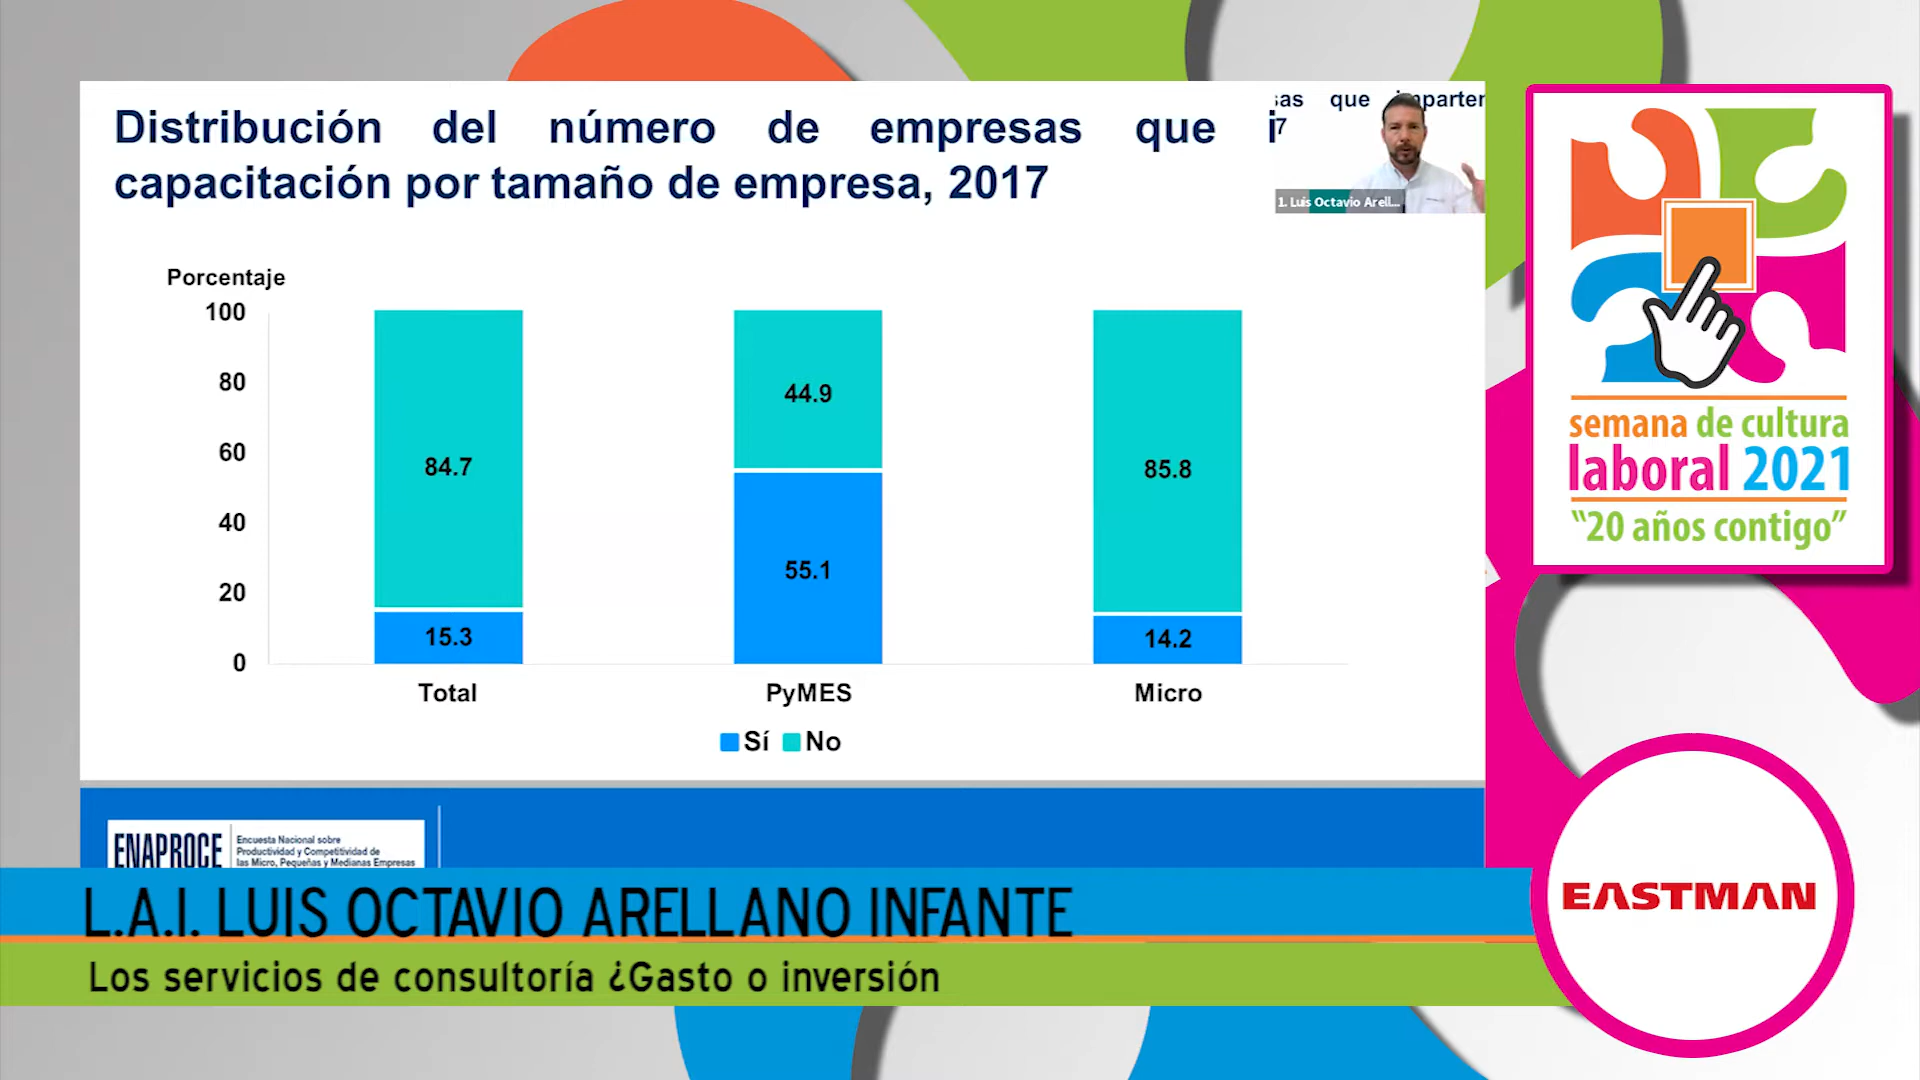 Distribución del número de empresas que i
capacitación por tamaño de empresa, 2017
sas que imparten
7
1. Luis Octavio Arell...
Porcentaje
100
80
60
40
20
0
84.7
15.3
44.9
55.1
85.8
14.2
Total PyMES Micro
Sí No
ENAPROCE
Encuesta Nacional sobre
Productividad y Competitividad de
las Micro, Pequeñas y Medianas Empresas
L.A.I. LUIS OCTAVIO ARELLANO INFANTE
Los servicios de consultoría ¿Gasto o inversión
semana de cultura
laboral 2021
“20 años contigo”
EASTMAN